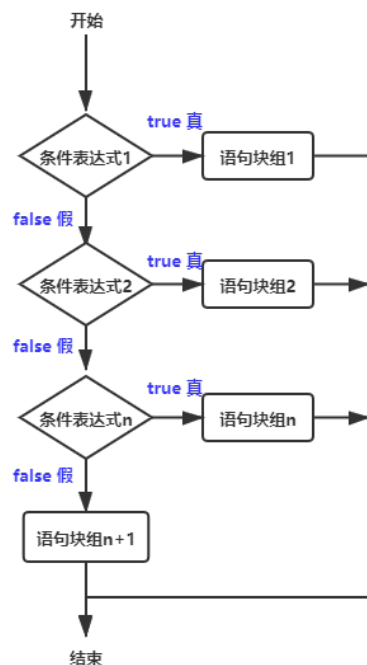 开始
true 真
条件表达式1
语句块组1
false 假
true 真
条件表达式2
语句块组2
false 假
true 真
条件表达式n
语句块组n
false 假
语句块组n+1
结束